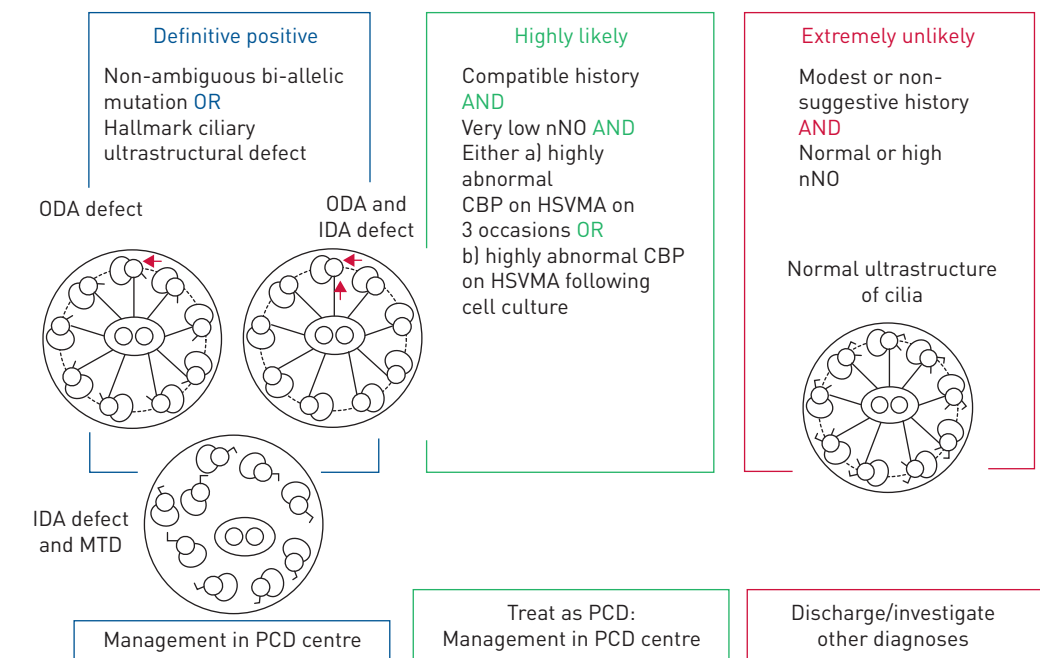 Definitive positive
Non-ambiguous bi-allelic
mutation OR
Hallmark ciliary
ultrastructural defect
ODA defect
ODA and
IDA defect
IDA defect
and MTD
Management in PCD centre
Highly likely
Compatible history
AND
Very low nNO AND
Either a) highly
abnormal
CBP on HSVMA on
3 occasions OR
b) highly abnormal CBP
on HSVMA following
cell culture
Treat as PCD:
Management in PCD centre
Extremely unlikely
Modest or non-
suggestive history
AND
Normal or high
nNO
Normal ultrastructure
of cilia
Discharge/investigate
other diagnoses